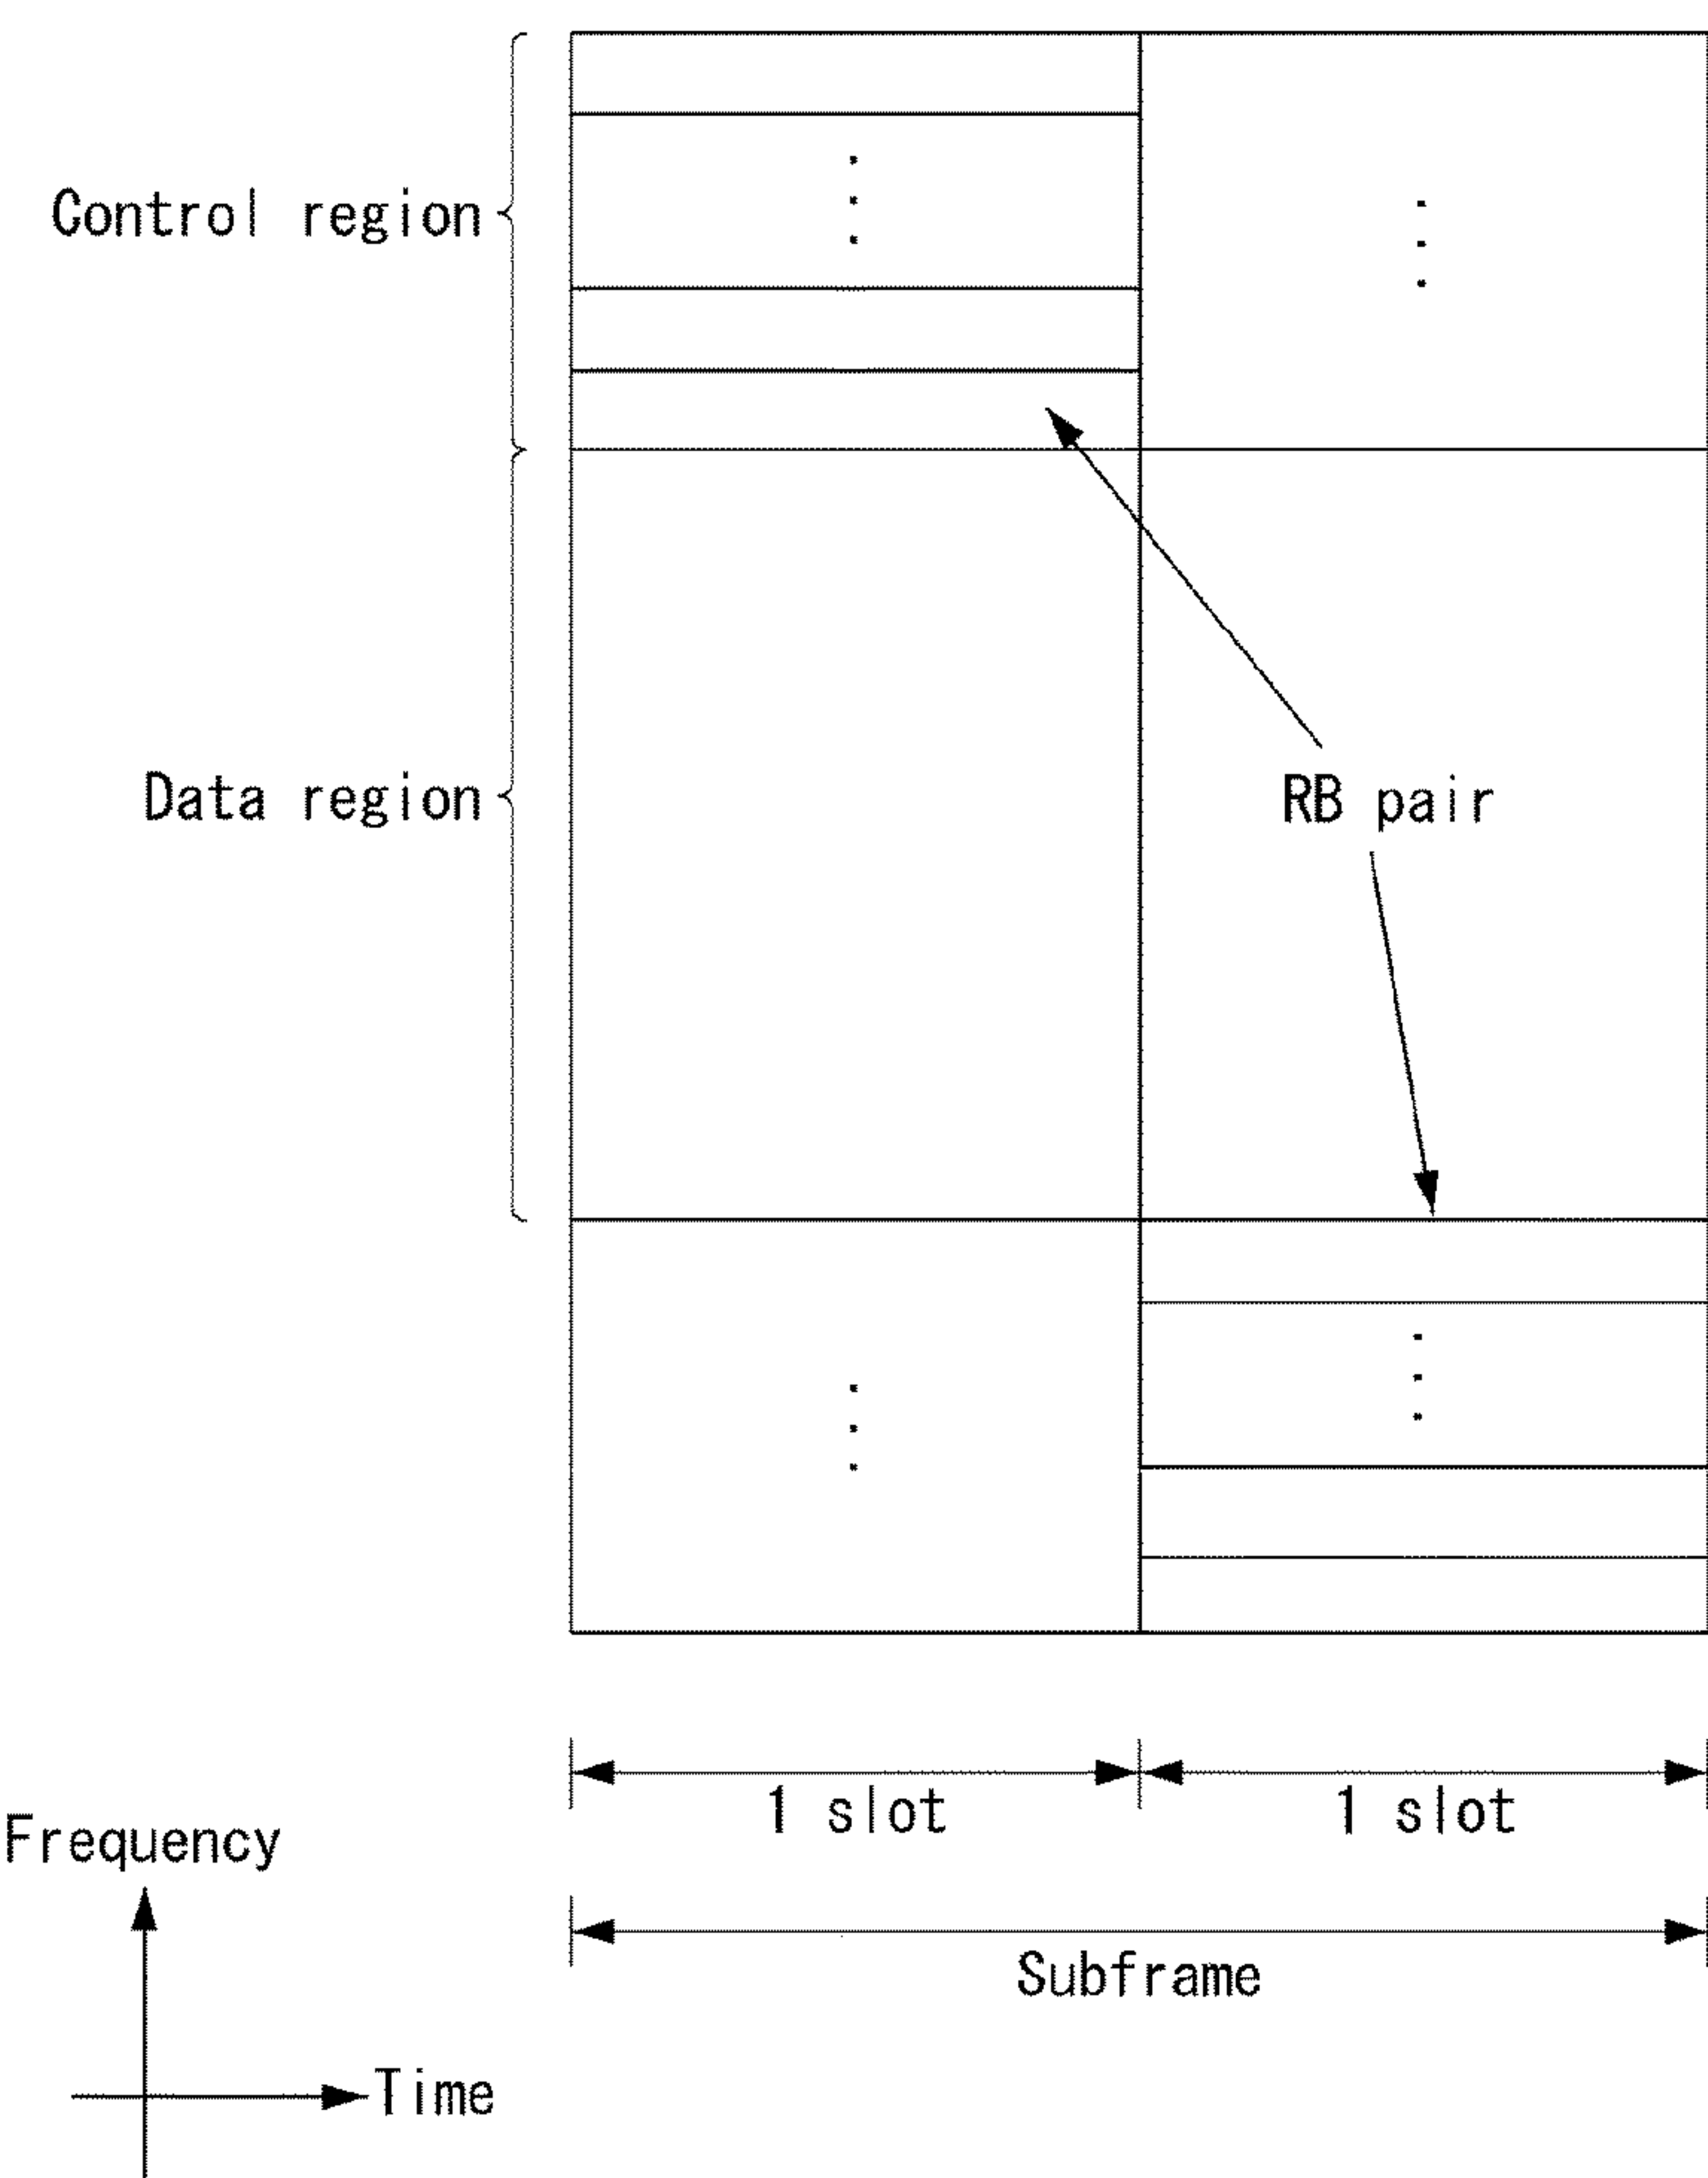 Control region
Data region
RB pair
1 slot
1 slot
Subframe
Frequency
Time